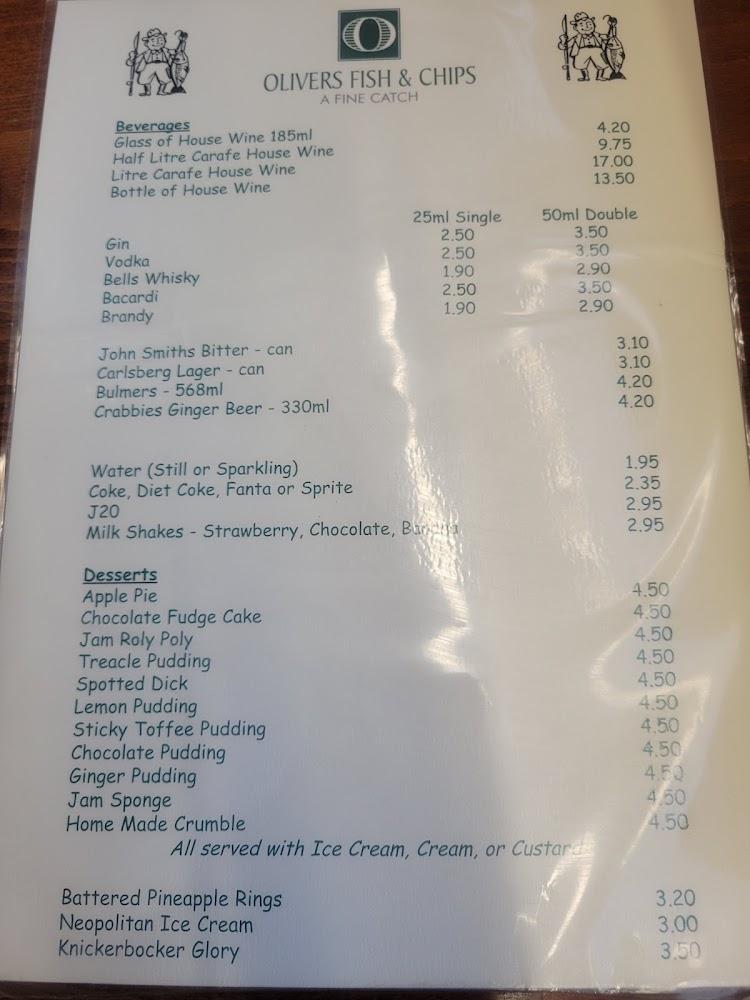 O
OLIVERS FISH & CHIPS
A FINE CATCH
Beverages
Glass of House Wine 185ml 4.20
Half Litre Carafe House Wine 9.75
Litre Carafe House Wine 17.00
Bottle of House Wine 13.50
25ml Single 50ml Double
Gin 2.50 3.50
Vodka 2.50 3.50
Bells Whisky 1.90 2.90
Bacardi 2.50 3.50
Brandy 1.90 2.90
John Smiths Bitter - can 3.10
Carlsberg Lager - can 3.10
Bulmers - 568ml 4.20
Crabbies Ginger Beer - 330ml 4.20
Water (Still or Sparkling) 1.95
Coke, Diet Coke, Fanta or Sprite 2.35
J20 2.95
Milk Shakes - Strawberry, Chocolate, Banana 2.95
Desserts
Apple Pie 4.50
Chocolate Fudge Cake 4.50
Jam Roly Poly 4.50
Treacle Pudding 4.50
Spotted Dick 4.50
Lemon Pudding 4.50
Sticky Toffee Pudding 4.50
Chocolate Pudding 4.50
Ginger Pudding 4.50
Jam Sponge 4.50
Home Made Crumble 4.50
All served with Ice Cream, Cream, or Custard
Battered Pineapple Rings 3.20
Neopolitan Ice Cream 3.00
Knickerbocker Glory 3.50